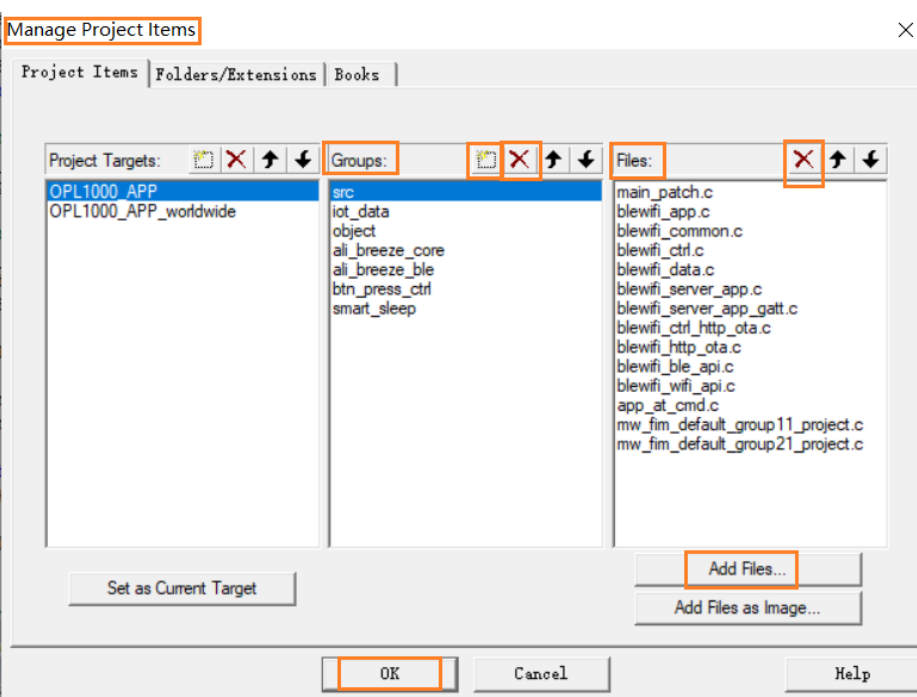 Manage Project Items
Project Items
Folders/Extensions
Books
Project Targets:
Groups:
Files:
OPL1000_APP
OPL1000_APP_worldwide
src
iot_data
object
ali_breeze_core
ali_breeze_ble
btn_press_ctrl
smart_sleep
main_patch.c
blewifi_app.c
blewifi_common.c
blewifi_ctrl.c
blewifi_data.c
blewifi_server_app.c
blewifi_server_app_gatt.c
blewifi_ctrl_http_ota.c
blewifi_http_ota.c
blewifi_ble_api.c
blewifi_wifi_api.c
app_at_cmd.c
mw_fim_default_group11_project.c
mw_fim_default_group21_project.c
Set as Current Target
Add Files...
Add Files as Image...
OK
Cancel
Help